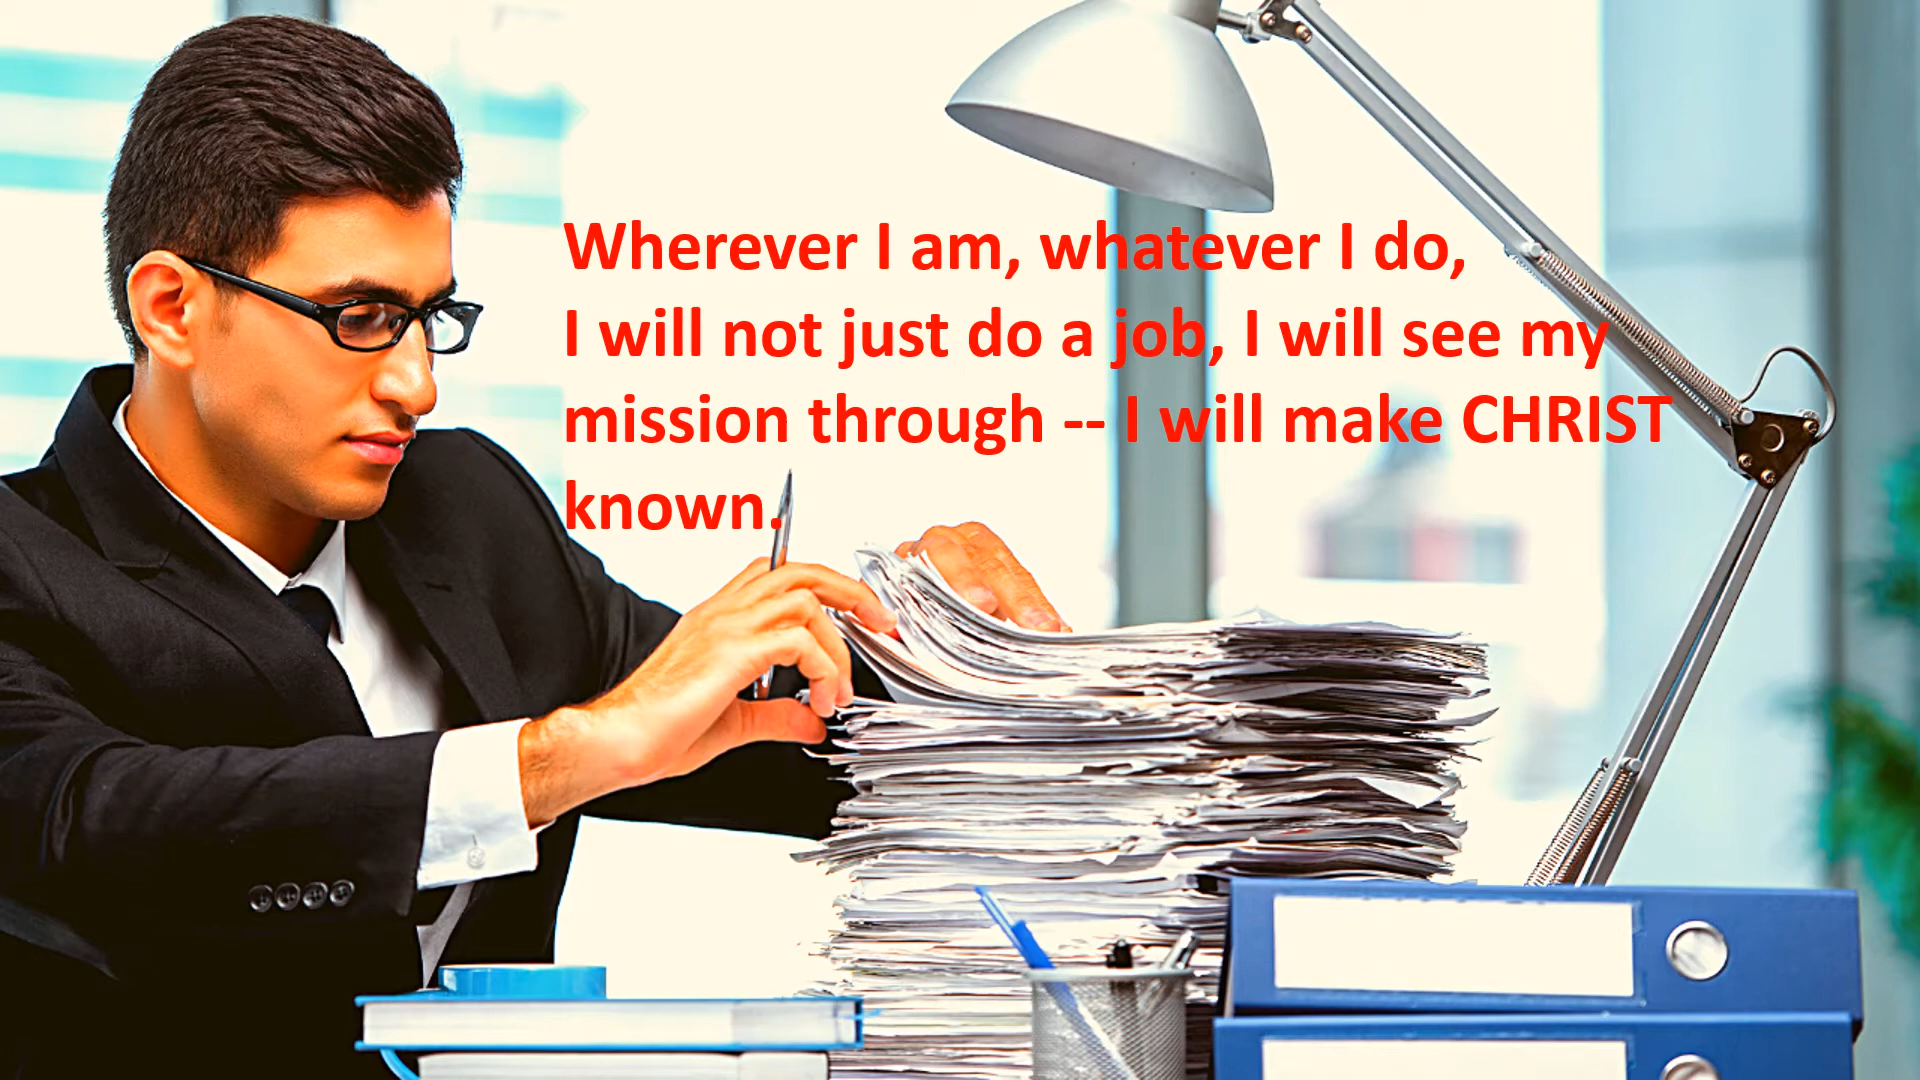 Wherever I am, whatever I do,
I will not just do a job, I will see my
mission through -- I will make CHRIST
known.